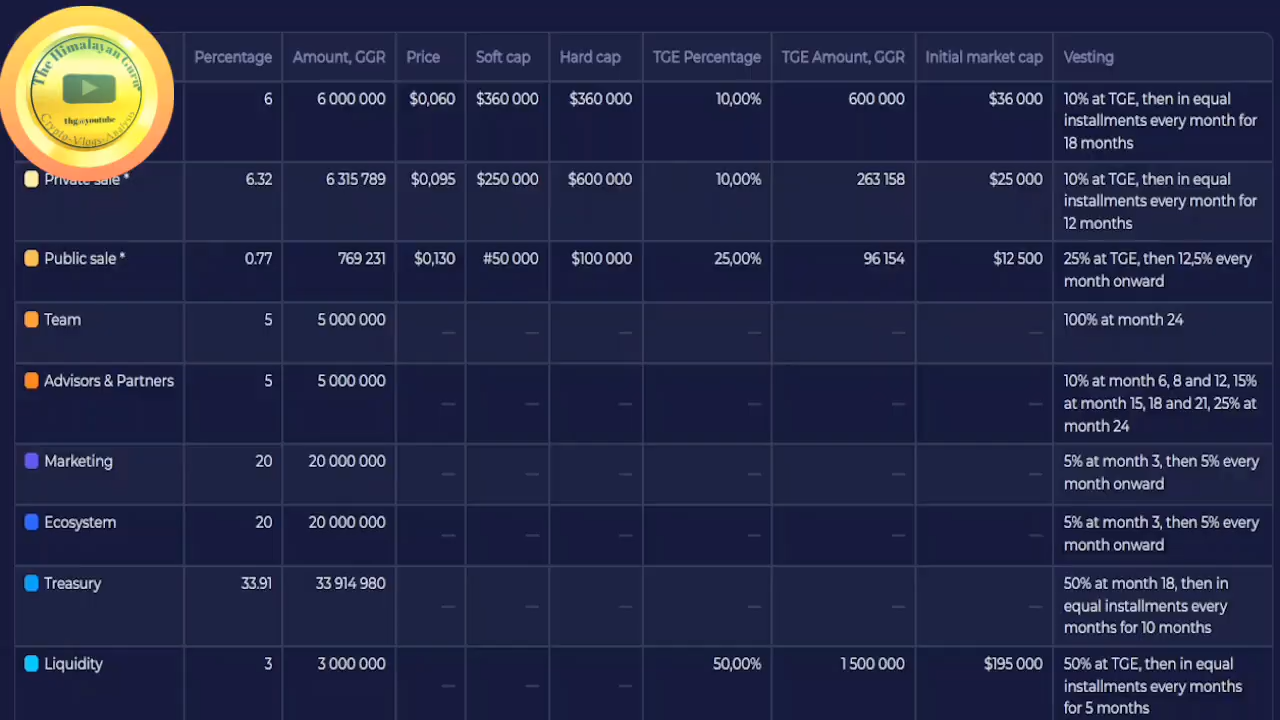 The Himalayan Guru
thg@youtube
Crypto-Vlogs-Analysis
Percentage Amount, GGR Price Soft cap Hard cap TGE Percentage TGE Amount, GGR Initial market cap Vesting
6 6 000 000 $0,060 $360 000 $360 000 10,00% 600 000 $36 000 10% at TGE, then in equal
installments every month for
18 months
Private sale * 6.32 6 315 789 $0,095 $250 000 $600 000 10,00% 263 158 $25 000 10% at TGE, then in equal
installments every month for
12 months
Public sale * 0.77 769 231 $0,130 #50 000 $100 000 25,00% 96 154 $12 500 25% at TGE, then 12,5% every
month onward
Team 5 5 000 000 — — — — — — 100% at month 24
Advisors & Partners 5 5 000 000 — — — — — — 10% at month 6, 8 and 12, 15%
at month 15, 18 and 21, 25% at
month 24
Marketing 20 20 000 000 — — — — — — 5% at month 3, then 5% every
month onward
Ecosystem 20 20 000 000 — — — — — — 5% at month 3, then 5% every
month onward
Treasury 33.91 33 914 980 — — — — — — 50% at month 18, then in
equal installments every
months for 10 months
Liquidity 3 3 000 000 — — — 50,00% 1 500 000 $195 000 50% at TGE, then in equal
installments every months
for 5 months